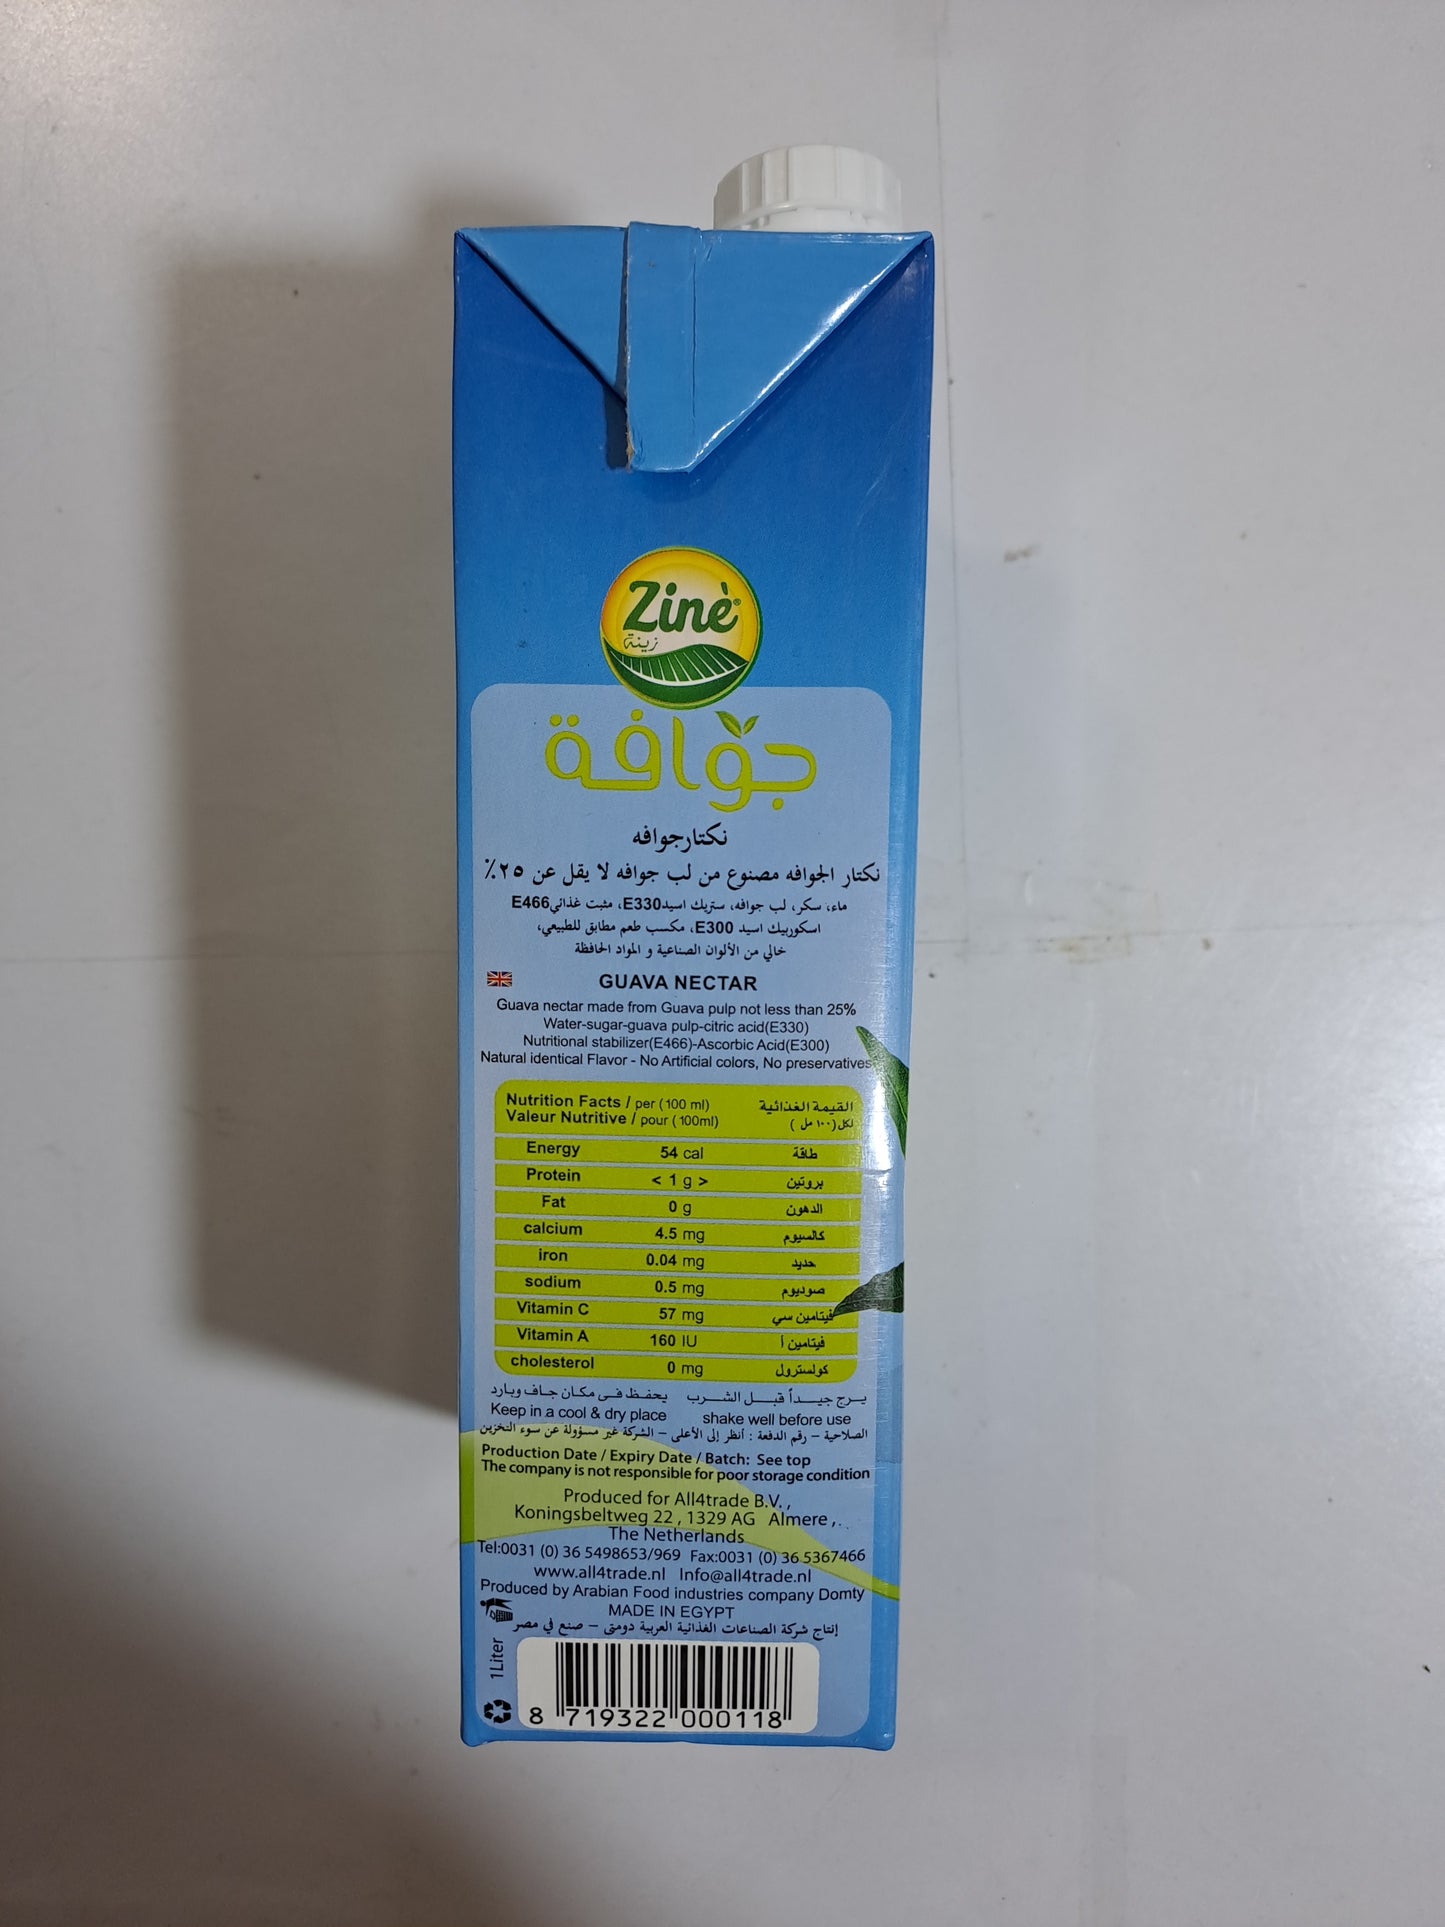 Zinè®
زينة
جوافة
نكتارجوافه
نكتار الجوافه مصنوع من لب جوافه لا يقل عن ٢٥٪
ماء، سكر، لب جوافه، ستريك اسيدE330، مثبت غذائيE466
اسكوربيك اسيد E300، مكسب طعم مطابق للطبيعي،
خالي من الألوان الصناعية و المواد الحافظة
GUAVA NECTAR
Guava nectar made from Guava pulp not less than 25%
Water-sugar-guava pulp-citric acid(E330)
Nutritional stabilizer(E466)-Ascorbic Acid(E300)
Natural identical Flavor - No Artificial colors, No preservatives
Nutrition Facts / per (100 ml) القيمة الغذائية
Valeur Nutritive / pour (100ml) لكل (١٠٠ مل )
Energy 54 cal طاقة
Protein < 1 g > بروتين
Fat 0 g الدهون
calcium 4.5 mg كالسيوم
iron 0.04 mg حديد
sodium 0.5 mg صوديوم
Vitamin C 57 mg فيتامين سي
Vitamin A 160 IU فيتامين أ
cholesterol 0 mg كولسترول
يرج جيداً قبل الشرب يحفظ في مكان جاف وبارد
Keep in a cool & dry place shake well before use
الصلاحية – رقم الدفعة : أنظر إلى الأعلى – الشركة غير مسؤولة عن سوء التخزين
Production Date / Expiry Date / Batch: See top
The company is not responsible for poor storage condition
Produced for All4trade B.V. ,
Koningsbeltweg 22 , 1329 AG Almere , .
The Netherlands
Tel:0031 (0) 36 5498653/969 Fax:0031 (0) 36 5367466
www.all4trade.nl Info@all4trade.nl
Produced by Arabian Food industries company Domty
MADE IN EGYPT
إنتاج شركة الصناعات الغذائية العربية دومتى – صنع في مصر
1Liter
8 719322 000118